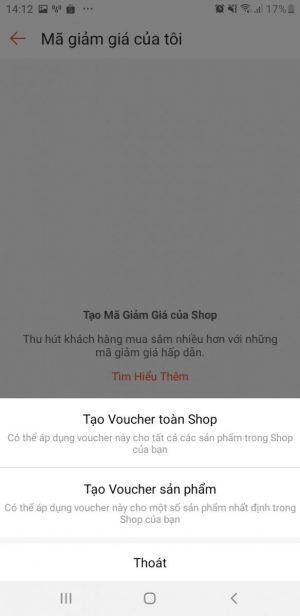 14:12 17%
Mã giảm giá của tôi
Tạo Mã Giảm Giá của Shop
Thu hút khách hàng mua sắm nhiều hơn với những
mã giảm giá hấp dẫn.
Tìm Hiểu Thêm
Tạo Voucher toàn Shop
Có thể áp dụng voucher này cho tất cả các sản phẩm trong Shop
của bạn
Tạo Voucher sản phẩm
Có thể áp dụng voucher này cho một số sản phẩm nhất định trong
Shop của bạn
Thoát